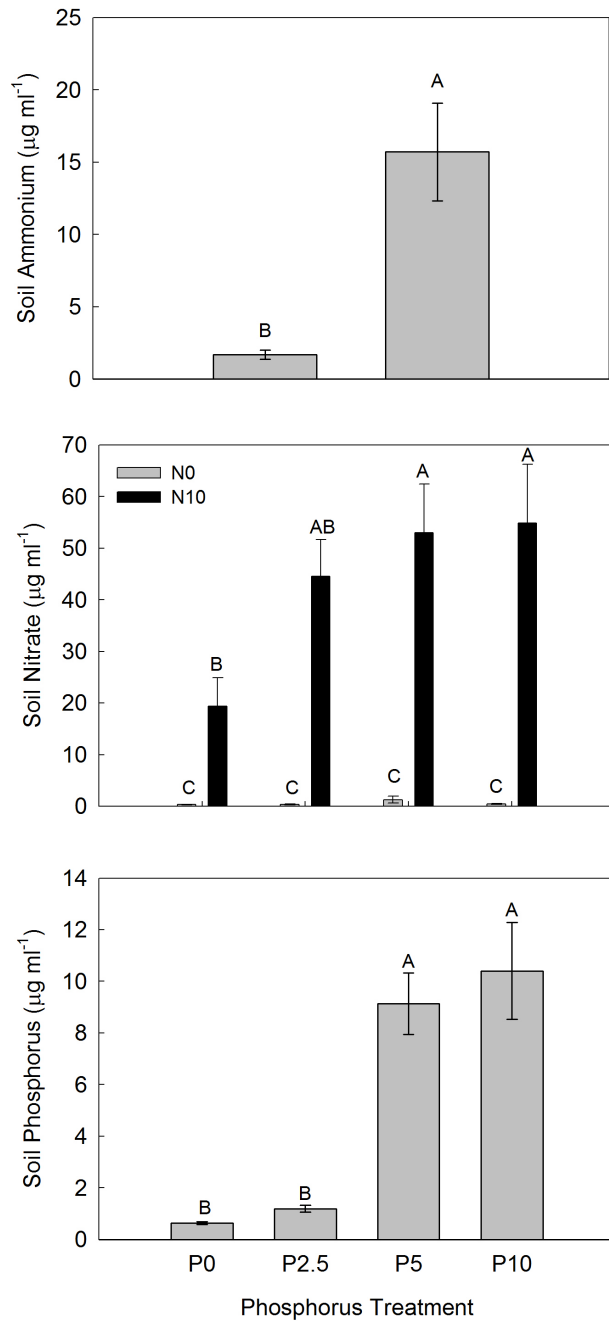 25
20
15
10
5
0
Soil Ammonium (µg ml⁻¹)
B
A
70
60
50
40
30
20
10
0
Soil Nitrate (µg ml⁻¹)
N0
N10
C
B
C
AB
C
A
C
A
14
12
10
8
6
4
2
0
Soil Phosphorus (µg ml⁻¹)
B
B
A
A
P0 P2.5 P5 P10
Phosphorus Treatment